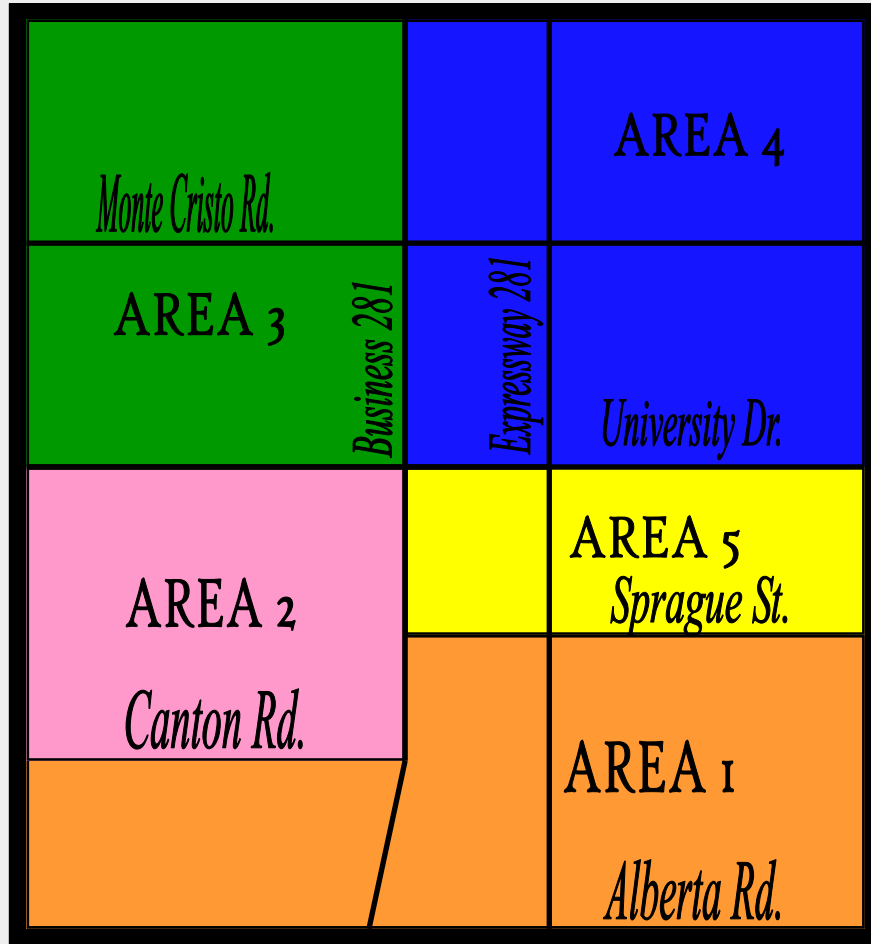 AREA 4
Monte Cristo Rd.
AREA 3
Business 281
Expressway 281
University Dr.
AREA 5
Sprague St.
AREA 2
Canton Rd.
AREA 1
Alberta Rd.